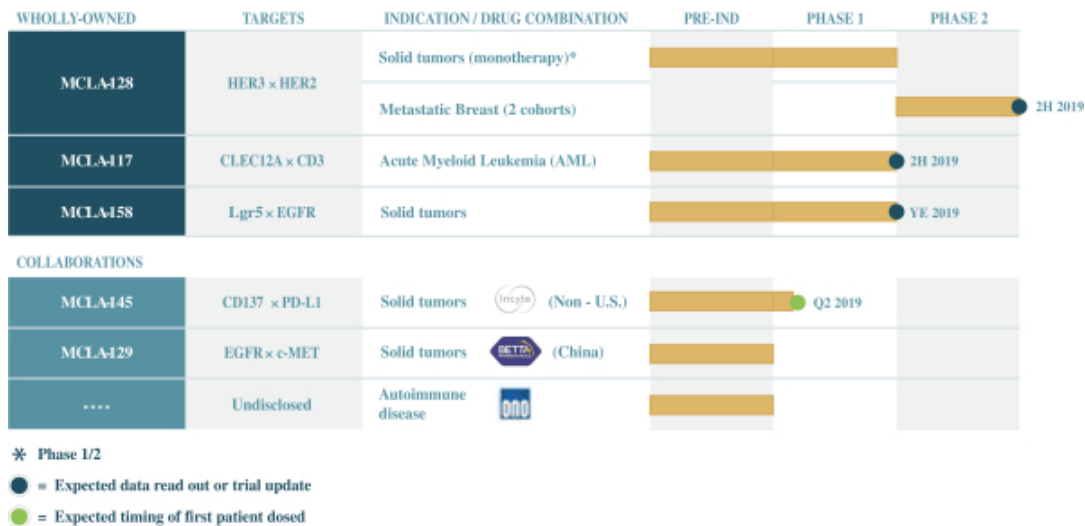 WHOLLY-OWNED TARGETS INDICATION / DRUG COMBINATION PRE-IND PHASE 1 PHASE 2
MCLA-128 HER3 × HER2
Solid tumors (monotherapy)*
Metastatic Breast (2 cohorts) 2H 2019
MCLA-117 CLEC12A × CD3 Acute Myeloid Leukemia (AML) 2H 2019
MCLA-158 Lgr5 × EGFR Solid tumors YE 2019
COLLABORATIONS
MCLA-145 CD137 × PD-L1 Solid tumors Incyte (Non - U.S.) Q2 2019
MCLA-129 EGFR × c-MET Solid tumors BETTA (China)
.... Undisclosed Autoimmune
disease ono
* Phase 1/2
= Expected data read out or trial update
= Expected timing of first patient dosed